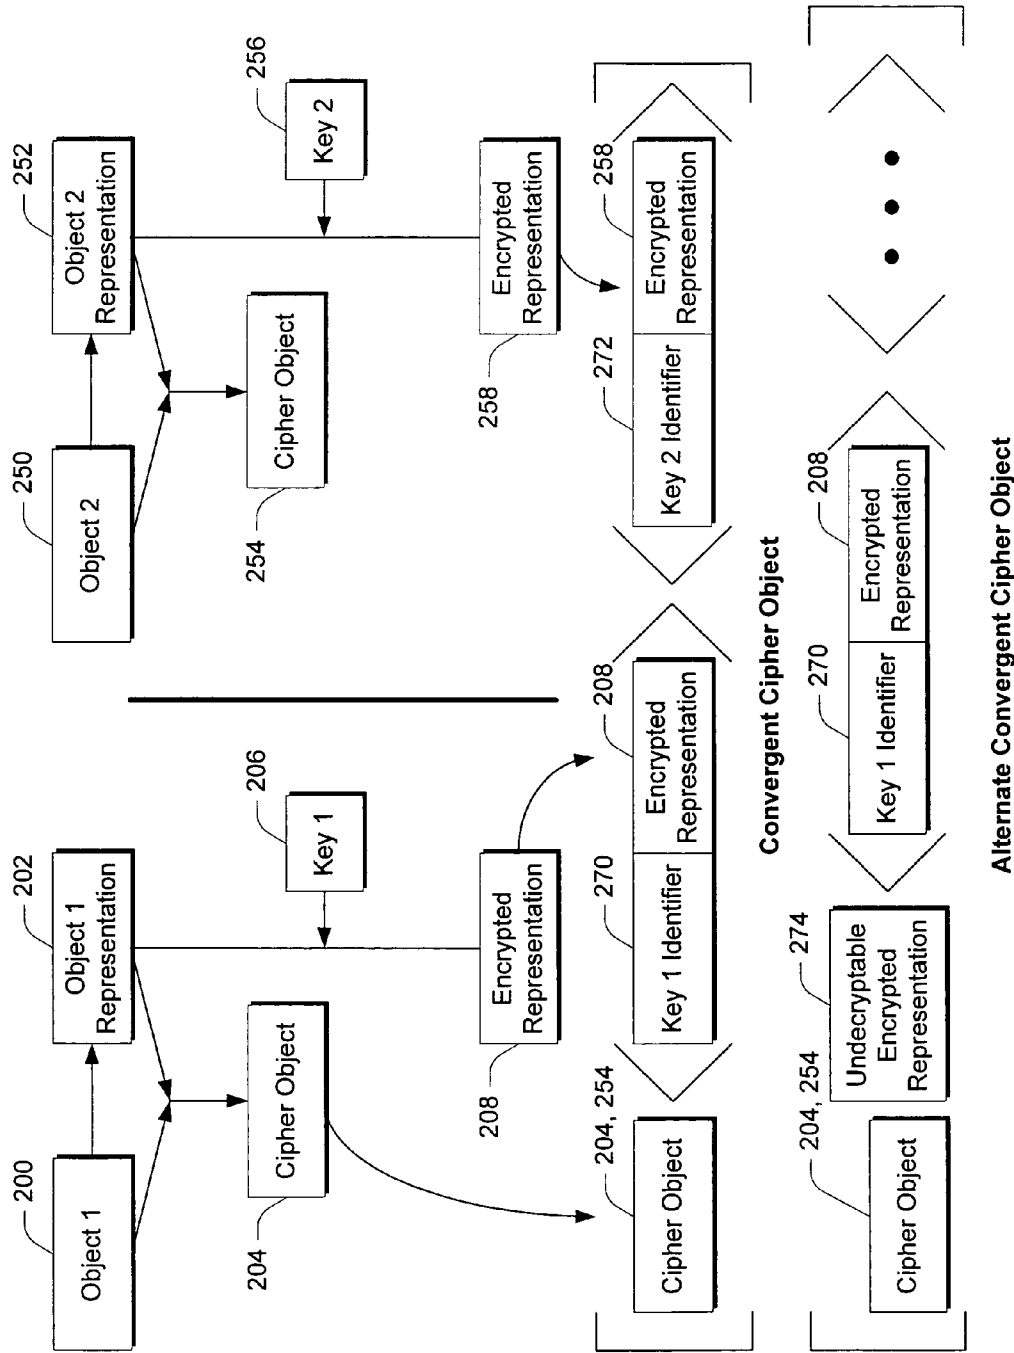 200
Object 1
202
Object 1
Representation
204
Cipher Object
206
Key 1
208
Encrypted
Representation
250
Object 2
252
Object 2
Representation
254
Cipher Object
256
Key 2
258
Encrypted
Representation
204, 254
Cipher Object
270
Key 1 Identifier
208
Encrypted
Representation
272
Key 2 Identifier
258
Encrypted
Representation
Convergent Cipher Object
204, 254
Cipher Object
274
Undecryptable
Encrypted
Representation
270
Key 1 Identifier
208
Encrypted
Representation
Alternate Convergent Cipher Object